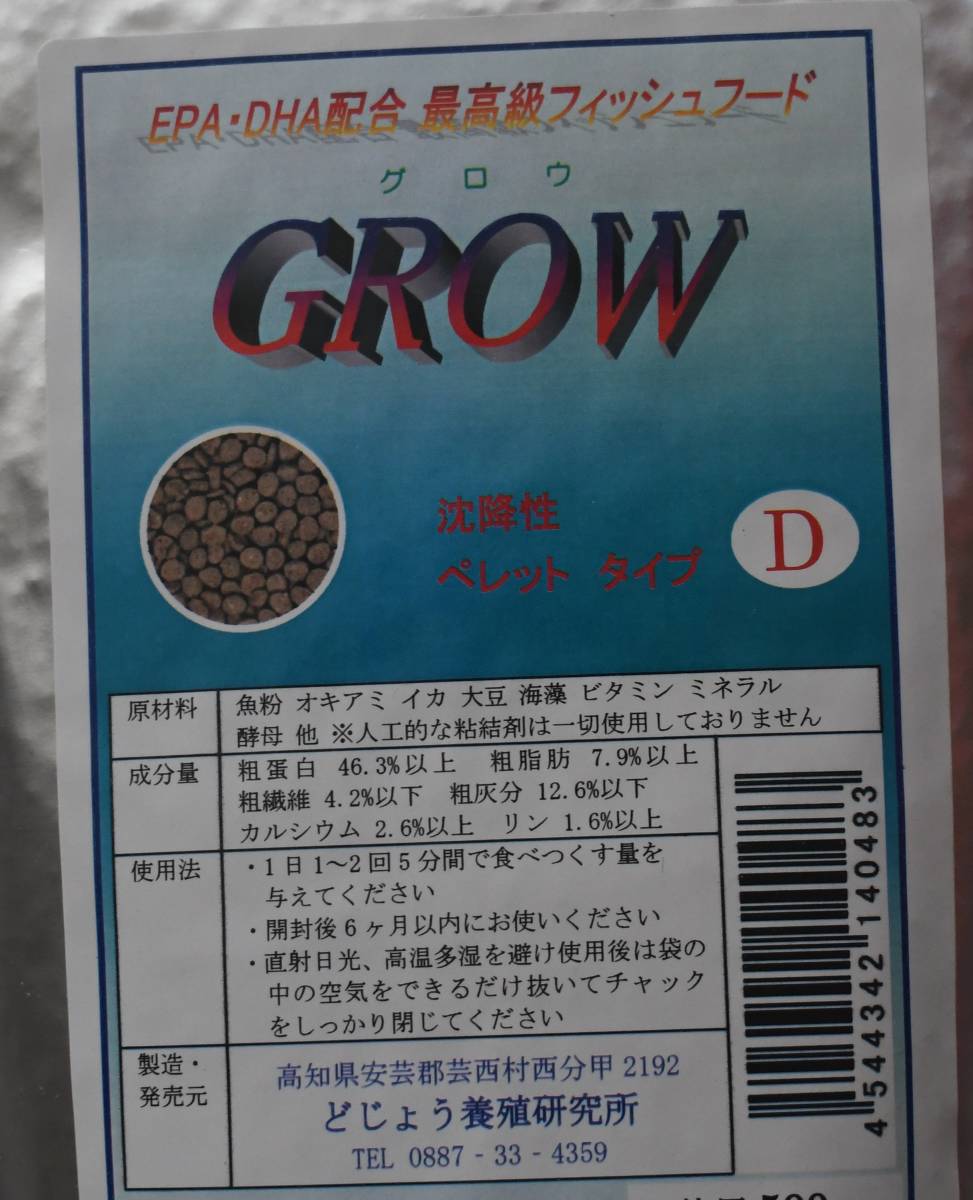 EPA・DHA配合 最高級フィッシュフード
グロウ
GROW
沈降性
ペレット タイプ
D
原材料
魚粉 オキアミ イカ 大豆 海藻 ビタミン ミネラル
酵母 他 ※人工的な粘結剤は一切使用しておりません
成分量
粗蛋白 46.3%以上 粗脂肪 7.9%以上
粗繊維 4.2%以下 粗灰分 12.6%以下
カルシウム 2.6%以上 リン 1.6%以上
使用法
・1日1～2回5分間で食べつくす量を
与えてください
・開封後6ヶ月以内にお使いください
・直射日光、高温多湿を避け使用後は袋の
中の空気をできるだけ抜いてチャック
をしっかり閉じてください
製造・
発売元
高知県安芸郡芸西村西分甲2192
どじょう養殖研究所
TEL 0887-33-4359
4544342140483